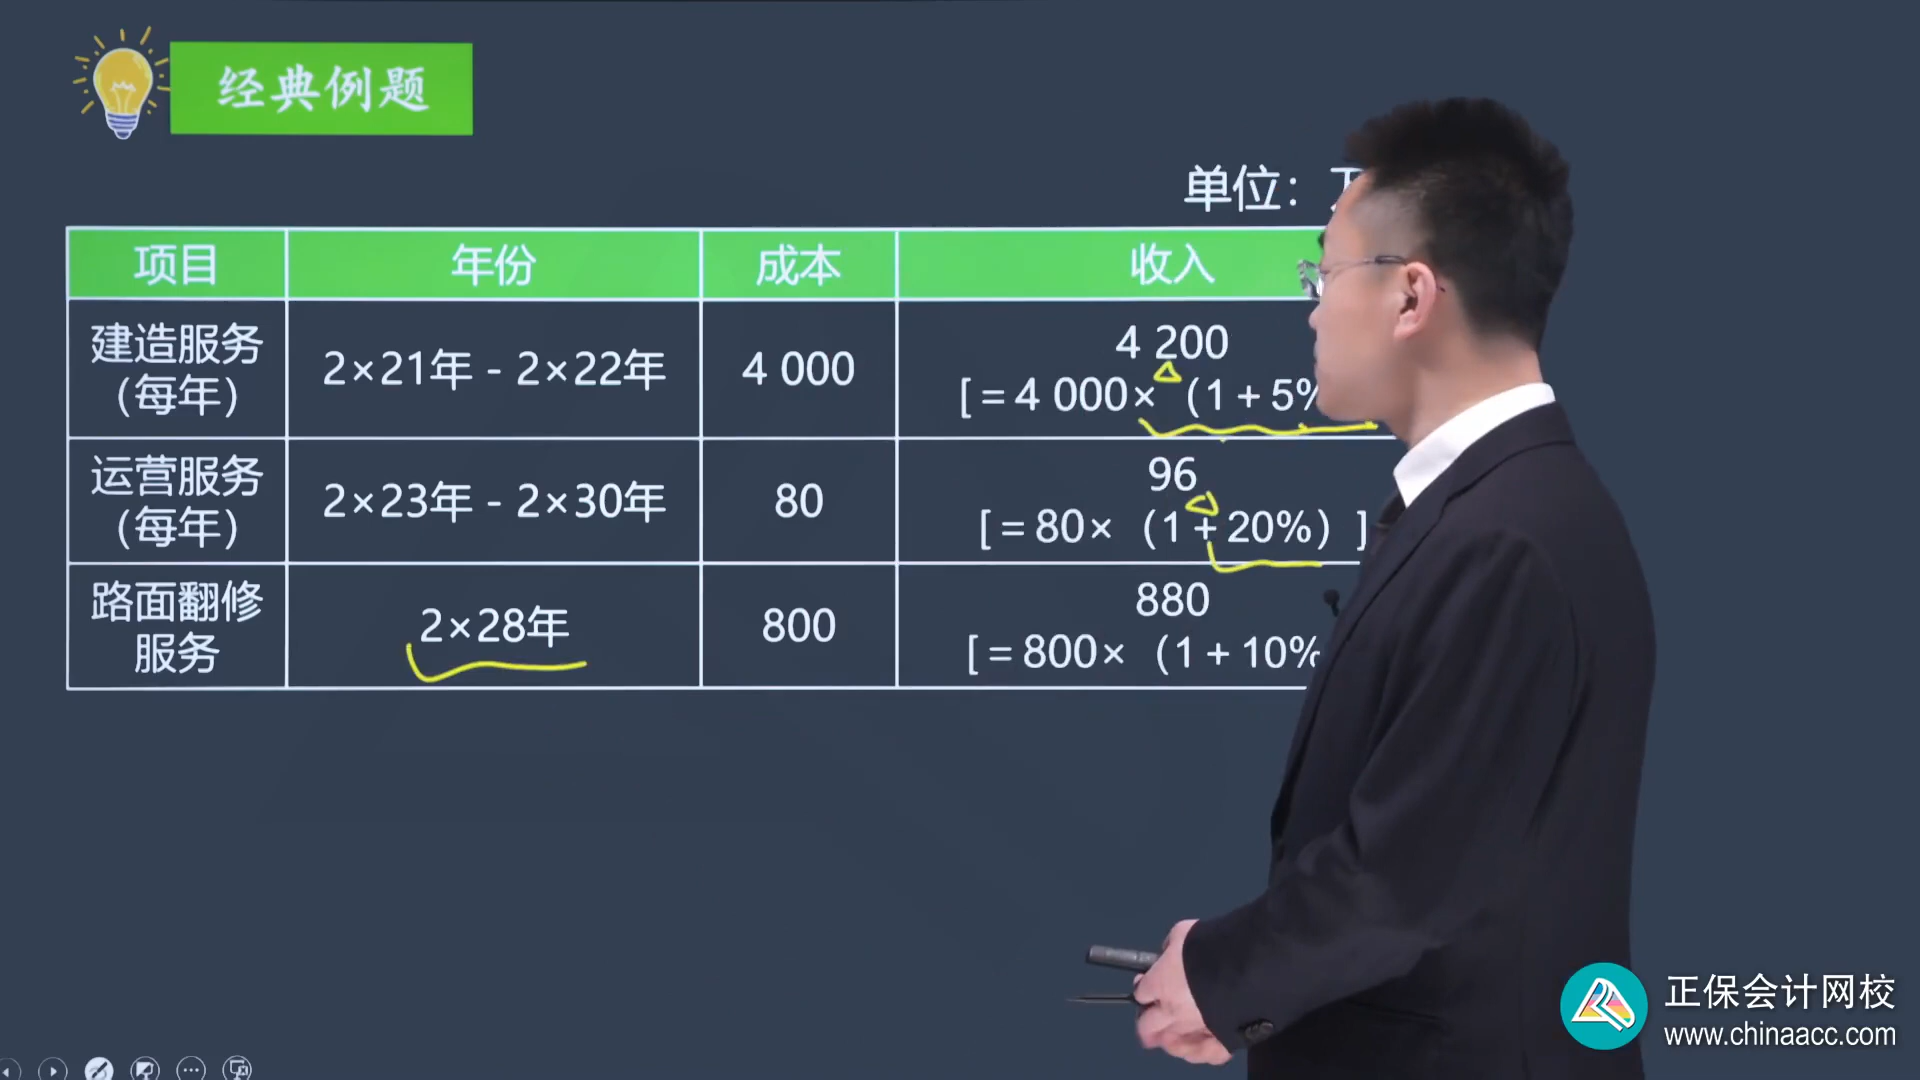 经典例题
单位：
项目 年份 成本 收入
建造服务
（每年）
2×21年 - 2×22年
4 000
4 200
[ = 4 000× （1 + 5%
运营服务
（每年）
2×23年 - 2×30年
80
96
[ = 80× （1 + 20%） ]
路面翻修
服务
2×28年
800
880
[ = 800× （1 + 10%
正保会计网校
www.chinaacc.com